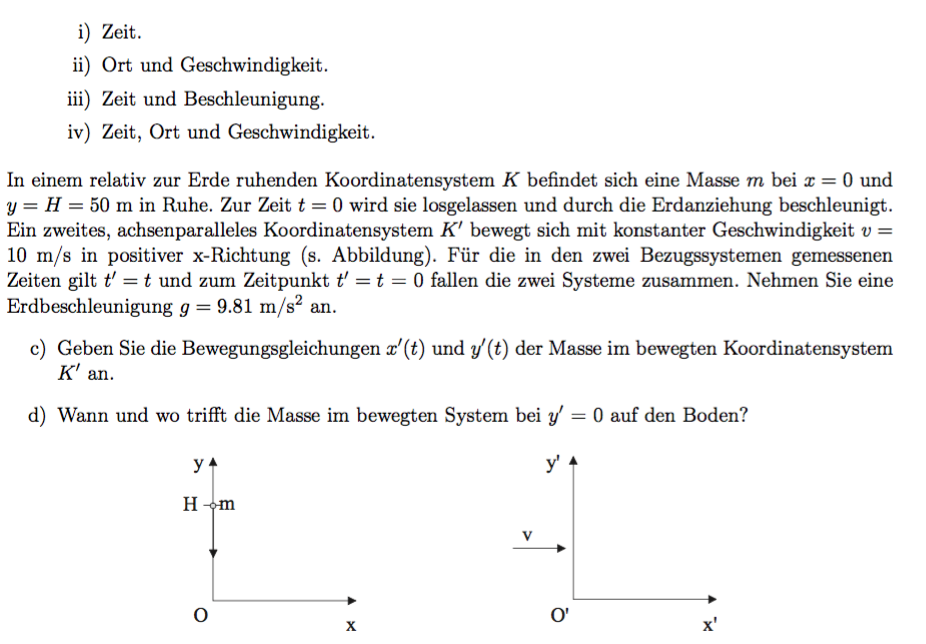 i) Zeit.
ii) Ort und Geschwindigkeit.
iii) Zeit und Beschleunigung.
iv) Zeit, Ort und Geschwindigkeit.
In einem relativ zur Erde ruhenden Koordinatensystem K befindet sich eine Masse m bei x = 0 und
y = H = 50 m in Ruhe. Zur Zeit t = 0 wird sie losgelassen und durch die Erdanziehung beschleunigt.
Ein zweites, achsenparalleles Koordinatensystem K′ bewegt sich mit konstanter Geschwindigkeit v =
10 m/s in positiver x-Richtung (s. Abbildung). Für die in den zwei Bezugssystemen gemessenen
Zeiten gilt t′ = t und zum Zeitpunkt t′ = t = 0 fallen die zwei Systeme zusammen. Nehmen Sie eine
Erdbeschleunigung g = 9.81 m/s² an.
c) Geben Sie die Bewegungsgleichungen x′(t) und y′(t) der Masse im bewegten Koordinatensystem
K′ an.
d) Wann und wo trifft die Masse im bewegten System bei y′ = 0 auf den Boden?
y
y'
H m
v
O
x
O'
x'